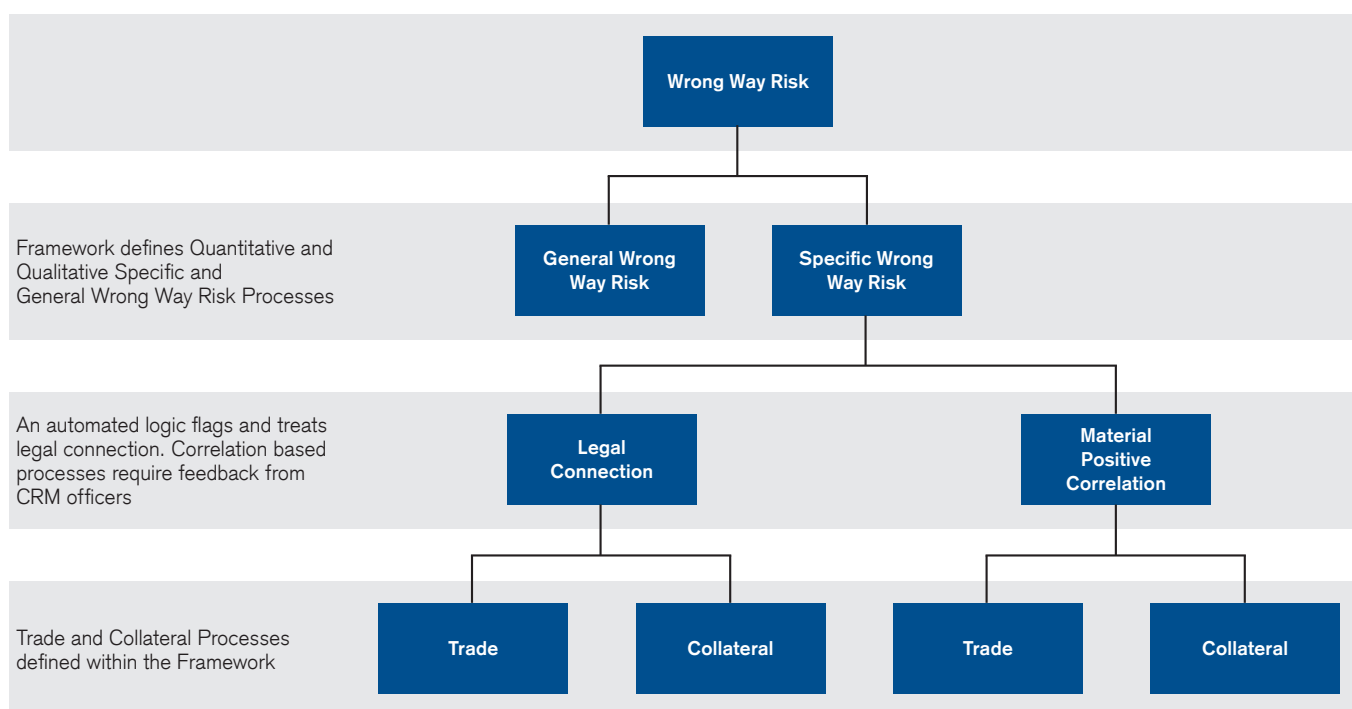 Wrong Way Risk
Framework defines Quantitative and
Qualitative Specific and
General Wrong Way Risk Processes
General Wrong
Way Risk
Specific Wrong
Way Risk
An automated logic flags and treats
legal connection. Correlation based
processes require feedback from
CRM officers
Legal
Connection
Material
Positive
Correlation
Trade and Collateral Processes
defined within the Framework
Trade
Collateral
Trade
Collateral